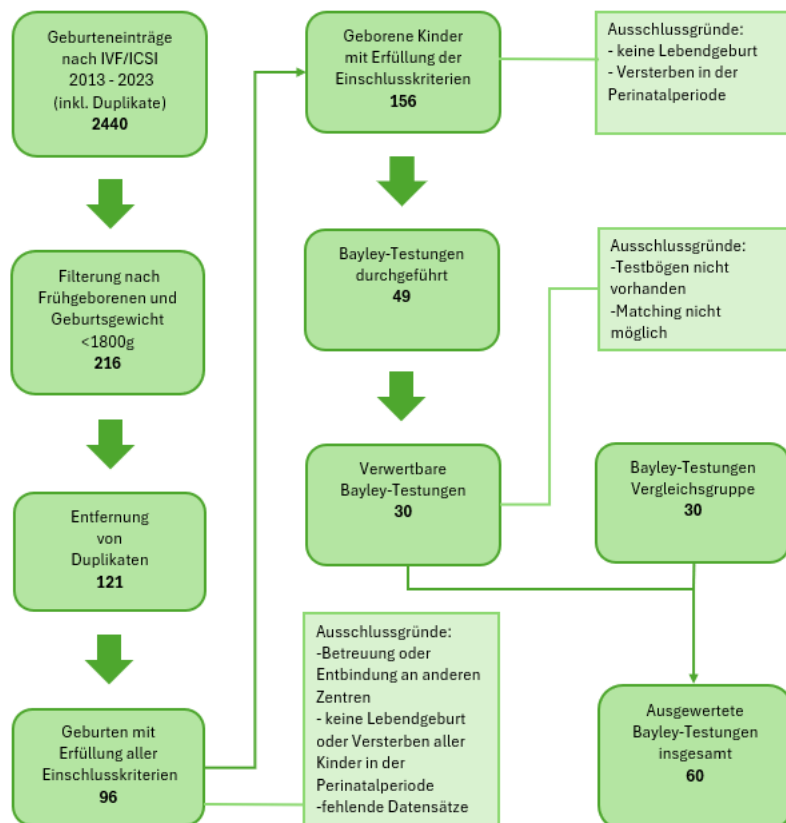 Geburteneinträge
nach IVF/ICSI
2013 - 2023
(inkl. Duplikate)
2440
Filterung nach
Frühgeborenen und
Geburtsgewicht
<1800g
216
Entfernung
von
Duplikaten
121
Geburten mit
Erfüllung aller
Einschlusskriterien
96
Ausschlussgründe:
-Betreuung oder
Entbindung an anderen
Zentren
- keine Lebendgeburt
oder Versterben aller
Kinder in der
Perinatalperiode
-fehlende Datensätze
Geborene Kinder
mit Erfüllung der
Einschlusskriterien
156
Ausschlussgründe:
- keine Lebendgeburt
- Versterben in der
Perinatalperiode
Bayley-Testungen
durchgeführt
49
Ausschlussgründe:
-Testbögen nicht
vorhanden
-Matching nicht
möglich
Verwertbare
Bayley-Testungen
30
Bayley-Testungen
Vergleichsgruppe
30
Ausgewertete
Bayley-Testungen
insgesamt
60